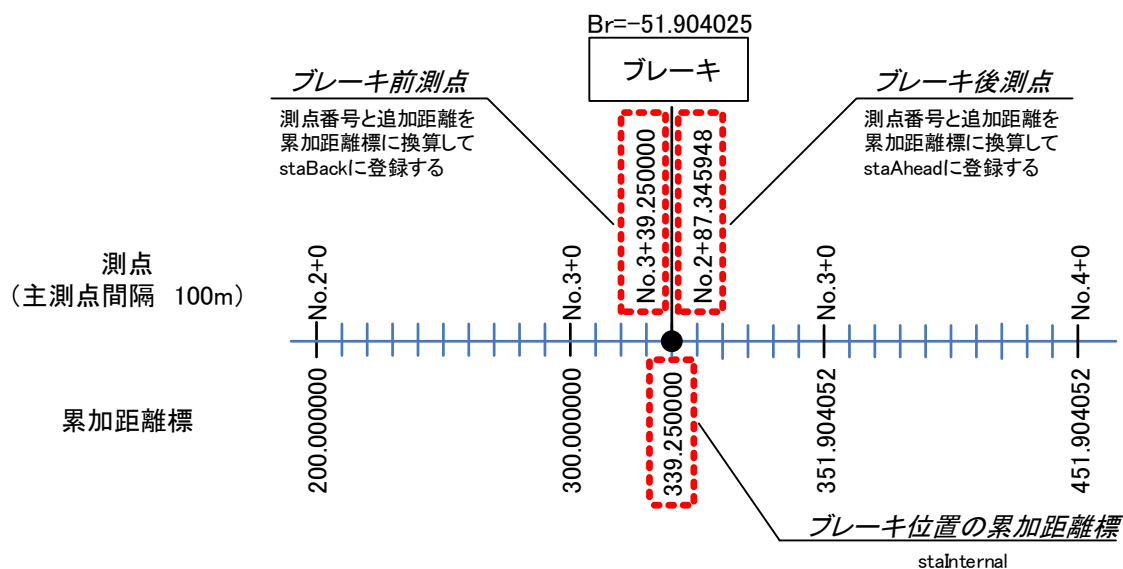 Br=-51.904025
ブレーキ
ブレーキ前測点
測点番号と追加距離を
累加距離標に換算して
staBackに登録する
ブレーキ後測点
測点番号と追加距離を
累加距離標に換算して
staAheadに登録する
測点
(主測点間隔 100m)
No.2+0
No.3+0
No.3+39.250000
No.2+87.345948
No.3+0
No.4+0
累加距離標
200.000000
300.000000
339.250000
351.904052
451.904052
ブレーキ位置の累加距離標
staInternal